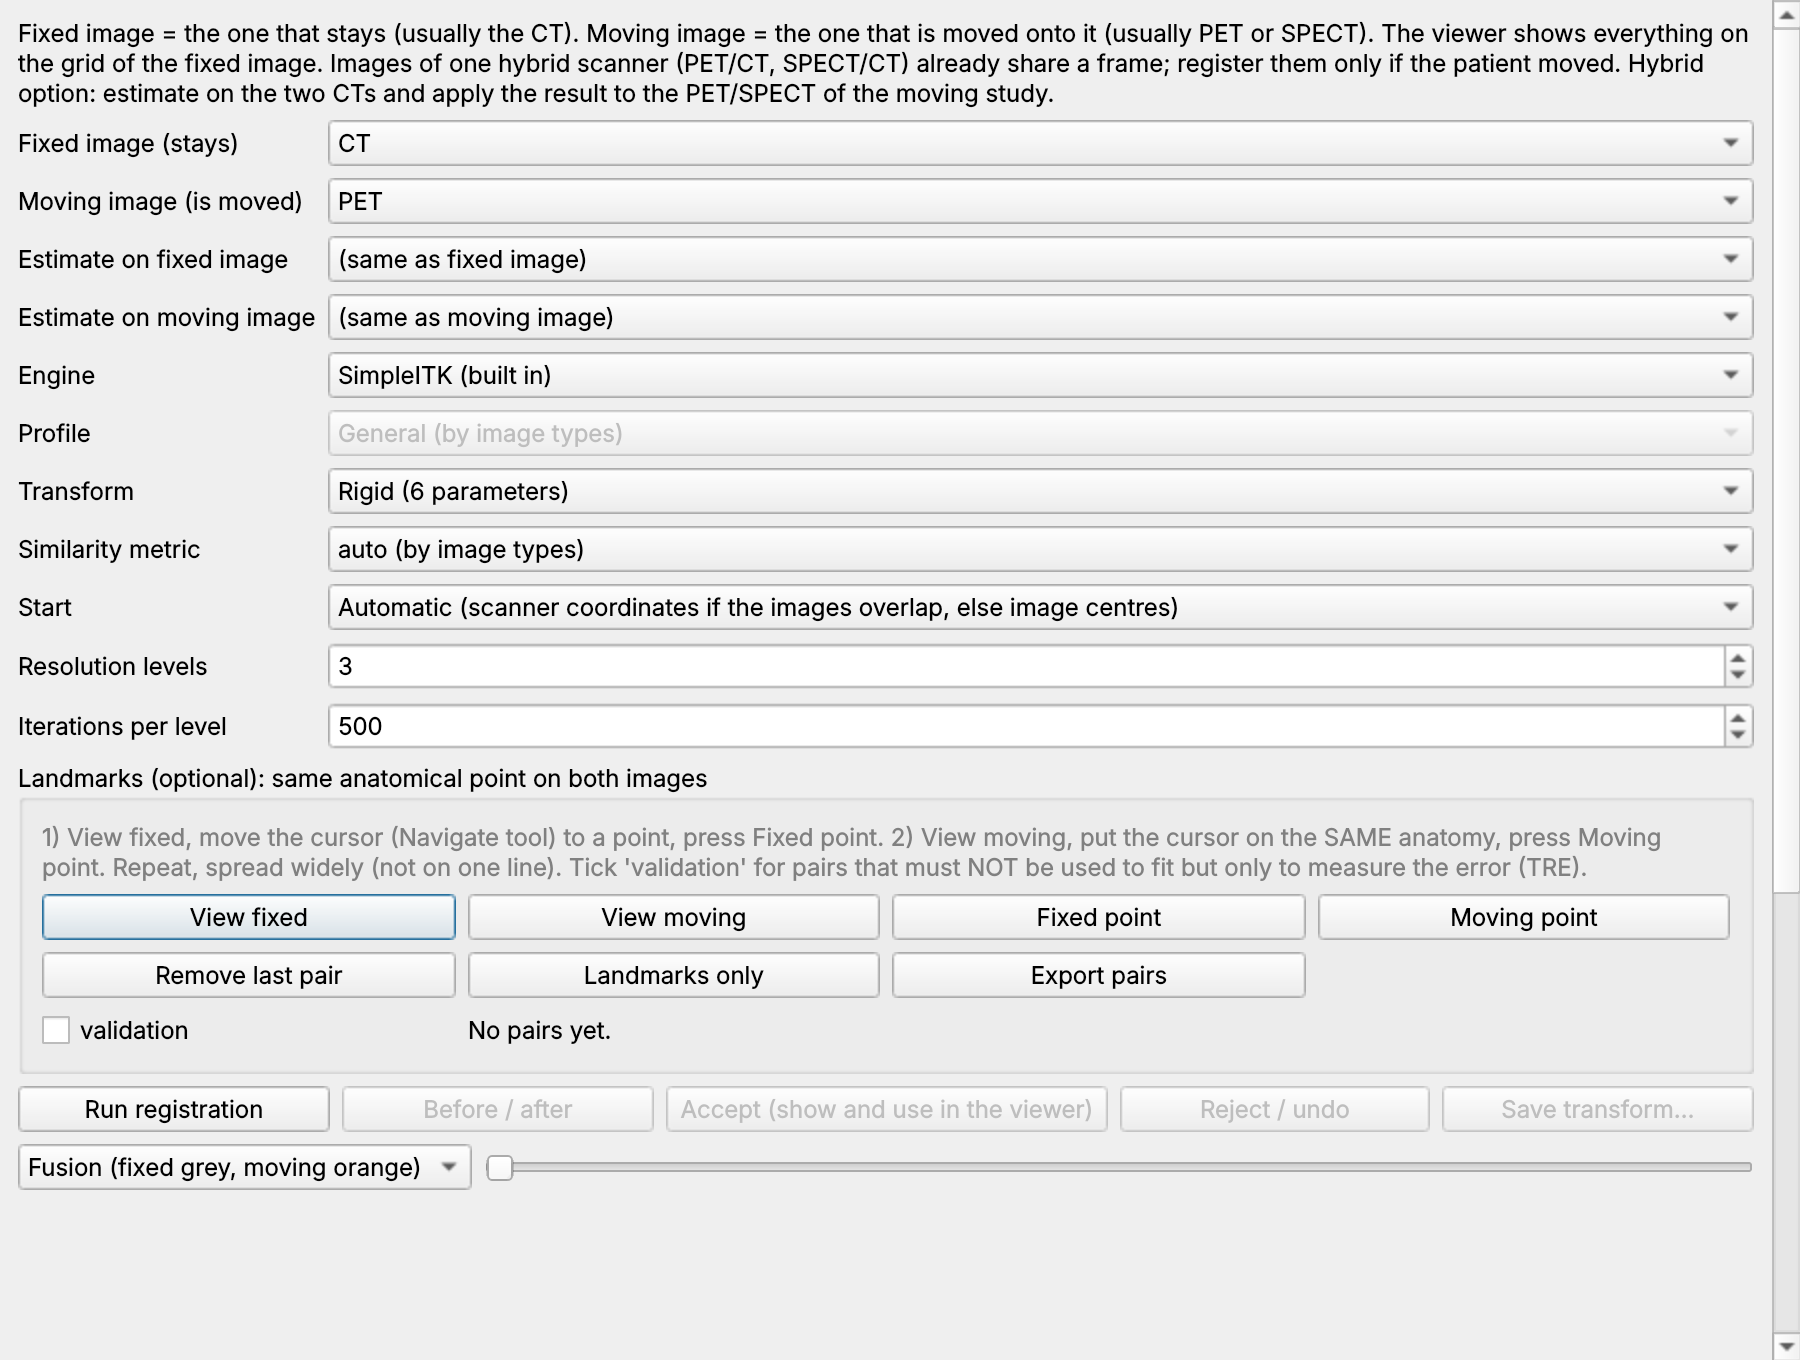 Fixed image = the one that stays (usually the CT). Moving image = the one that is moved onto it (usually PET or SPECT). The viewer shows everything on
the grid of the fixed image. Images of one hybrid scanner (PET/CT, SPECT/CT) already share a frame; register them only if the patient moved. Hybrid
option: estimate on the two CTs and apply the result to the PET/SPECT of the moving study.
Fixed image (stays) CT
Moving image (is moved) PET
Estimate on fixed image (same as fixed image)
Estimate on moving image (same as moving image)
Engine SimpleITK (built in)
Profile General (by image types)
Transform Rigid (6 parameters)
Similarity metric auto (by image types)
Start Automatic (scanner coordinates if the images overlap, else image centres)
Resolution levels 3
Iterations per level 500
Landmarks (optional): same anatomical point on both images
1) View fixed, move the cursor (Navigate tool) to a point, press Fixed point. 2) View moving, put the cursor on the SAME anatomy, press Moving
point. Repeat, spread widely (not on one line). Tick 'validation' for pairs that must NOT be used to fit but only to measure the error (TRE).
View fixed View moving Fixed point Moving point
Remove last pair Landmarks only Export pairs
validation No pairs yet.
Run registration Before / after Accept (show and use in the viewer) Reject / undo Save transform...
Fusion (fixed grey, moving orange)